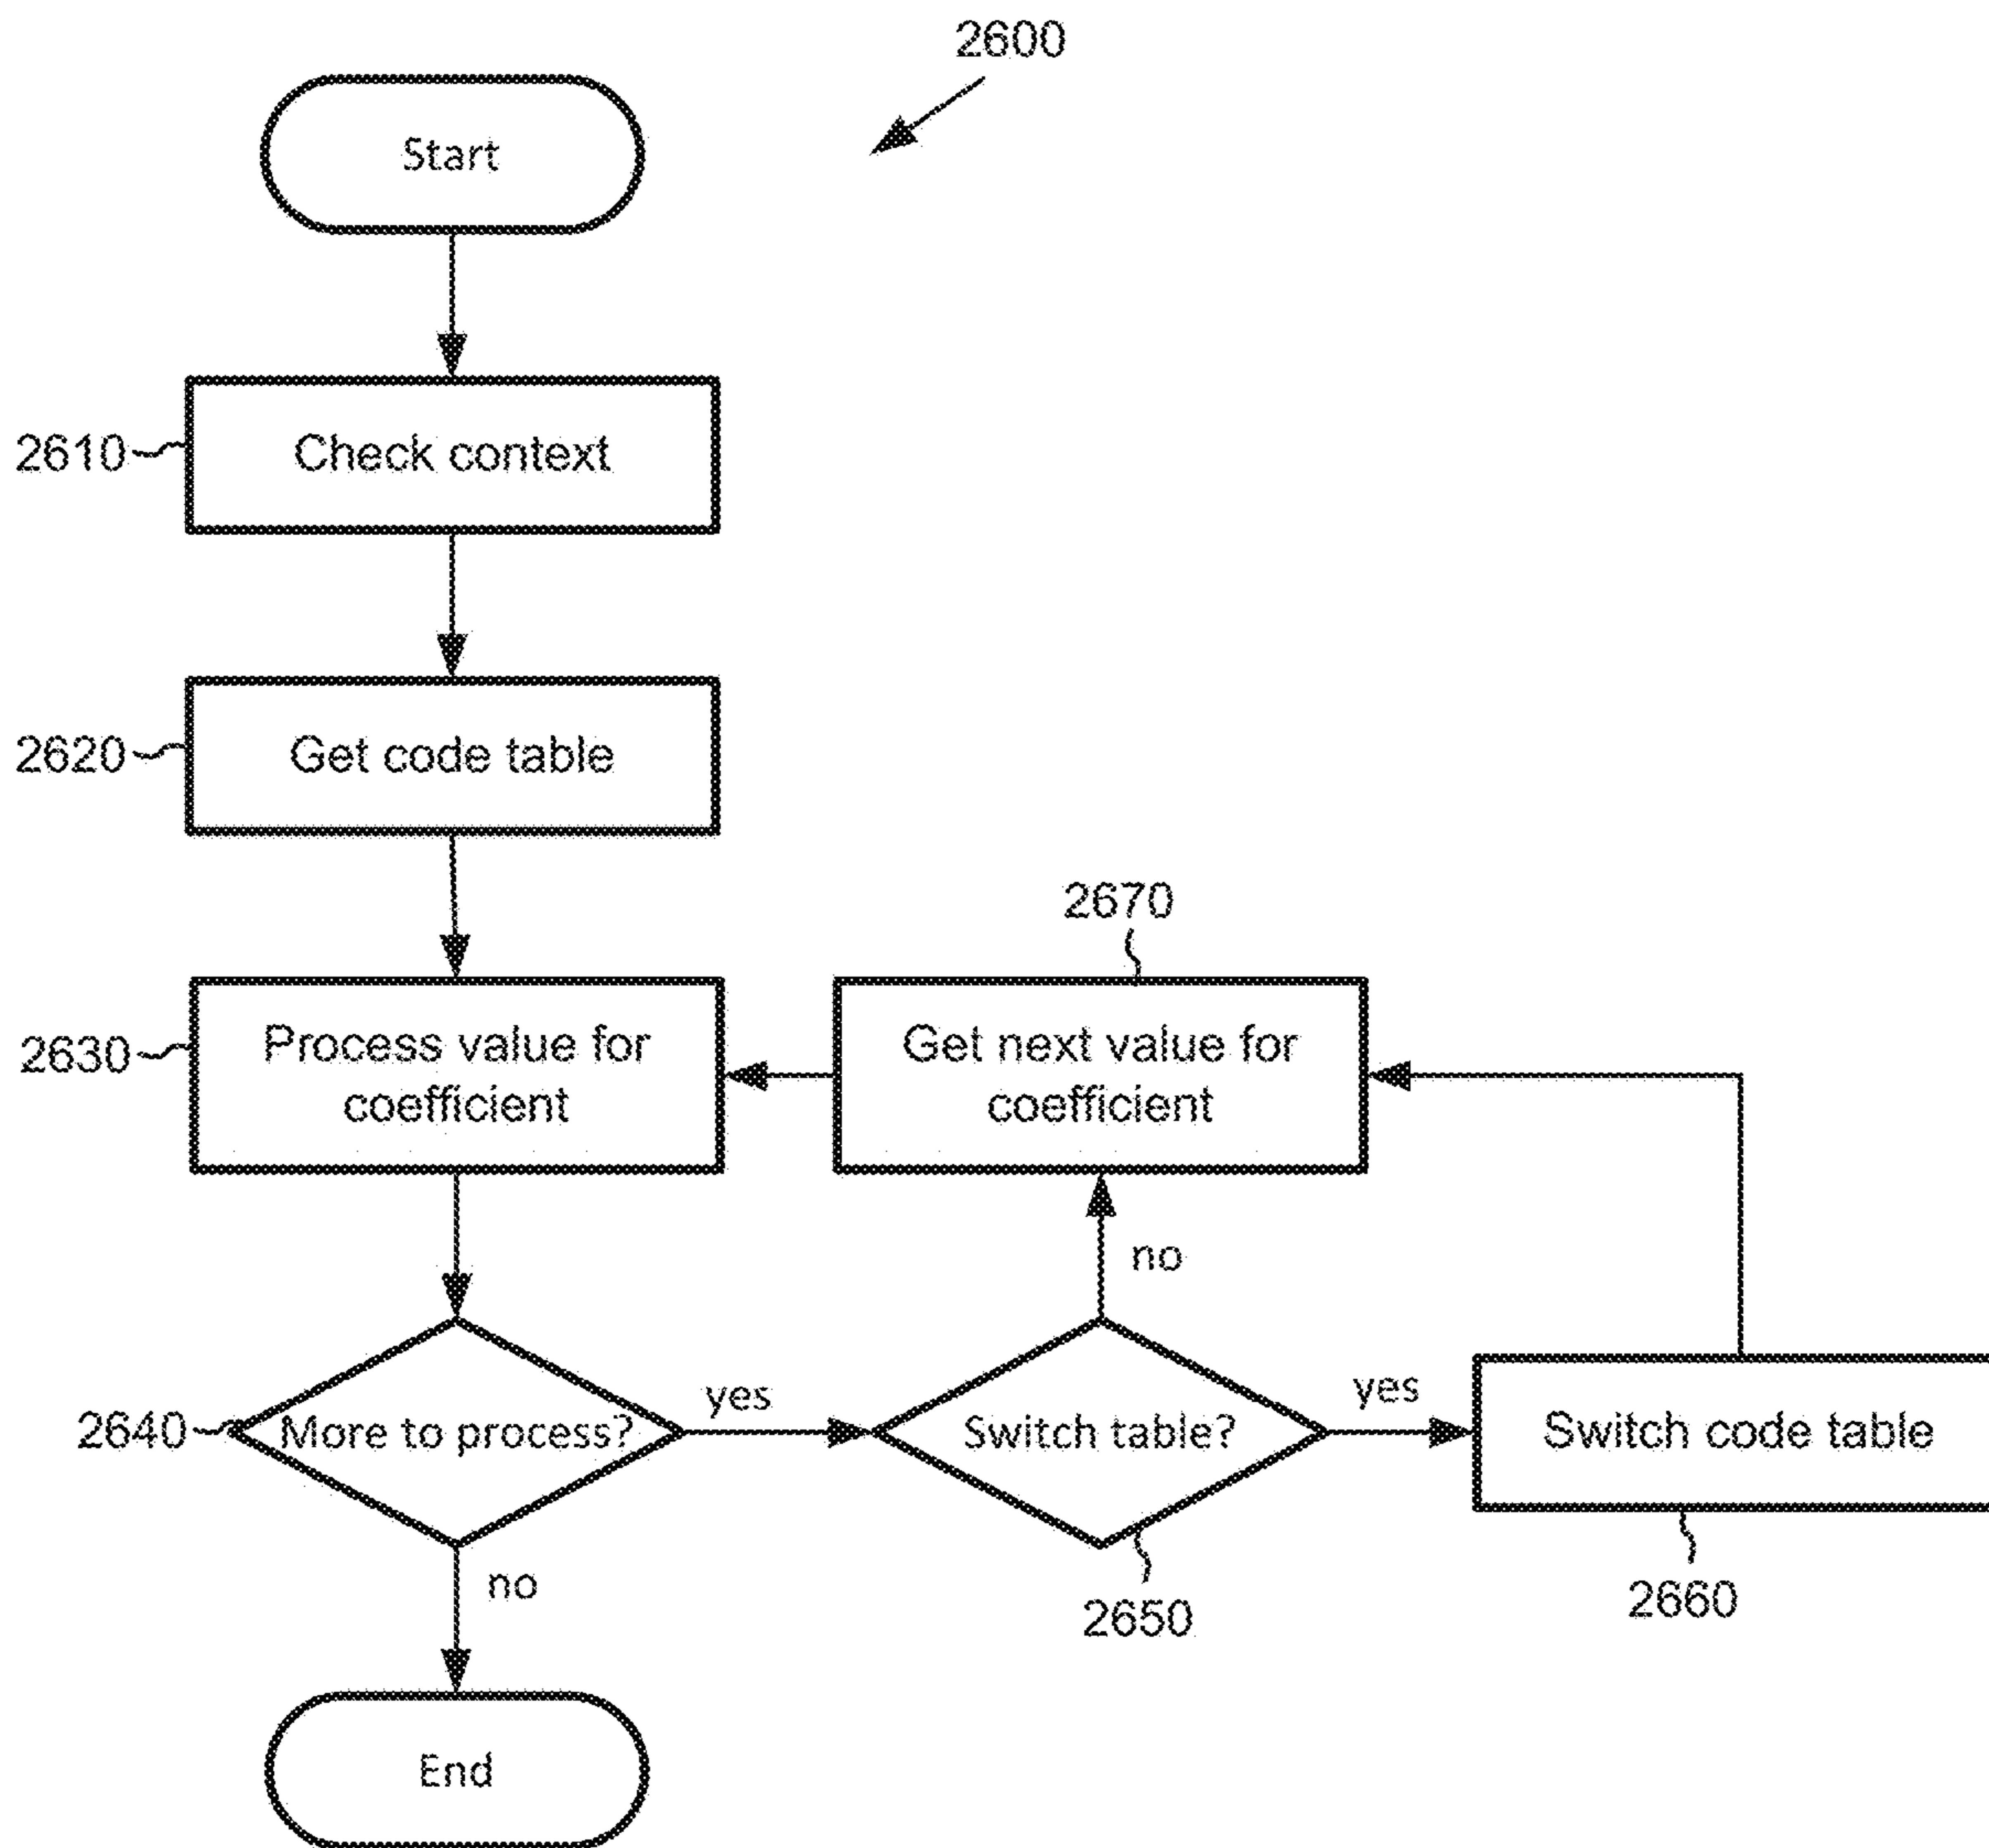 2600
Start
2610
Check context
2620
Get code table
2670
2630
Process value for
coefficient
Get next value for
coefficient
no
2640
More to process?
yes
Switch table?
yes
Switch code table
no
2650
2660
End